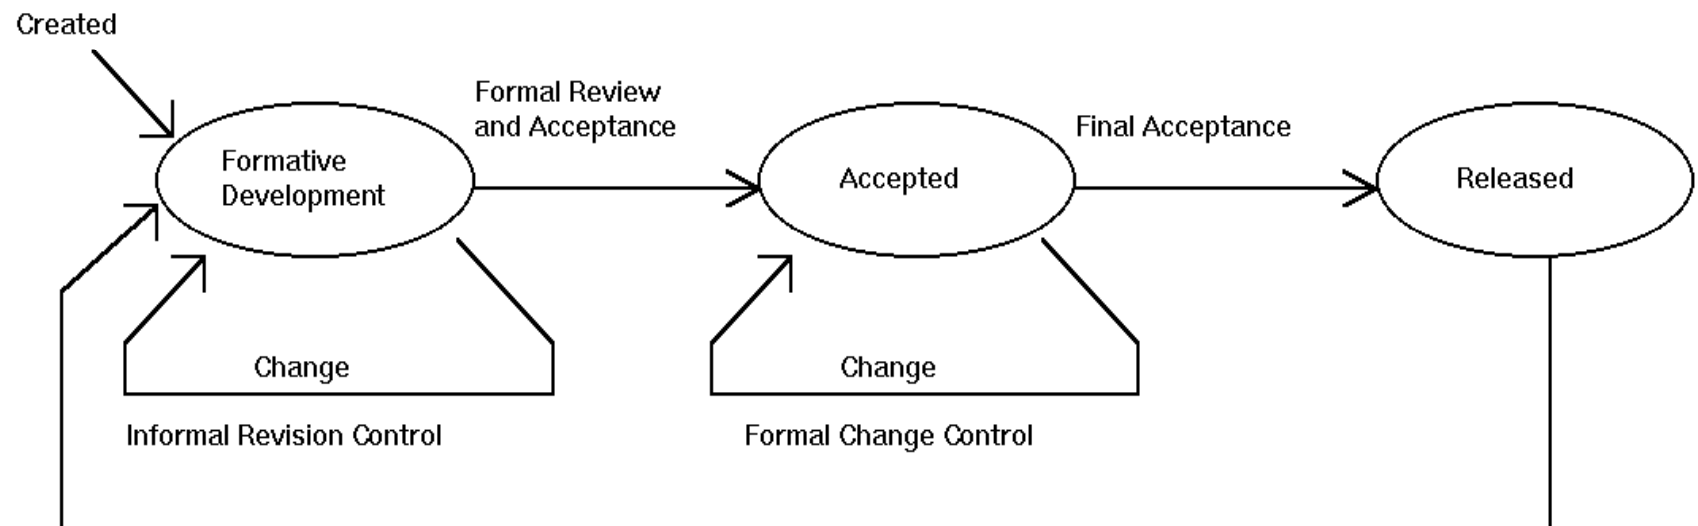 Created
Formal Review
and Acceptance
Final Acceptance
Formative
Development
Accepted
Released
Change
Change
Informal Revision Control
Formal Change Control